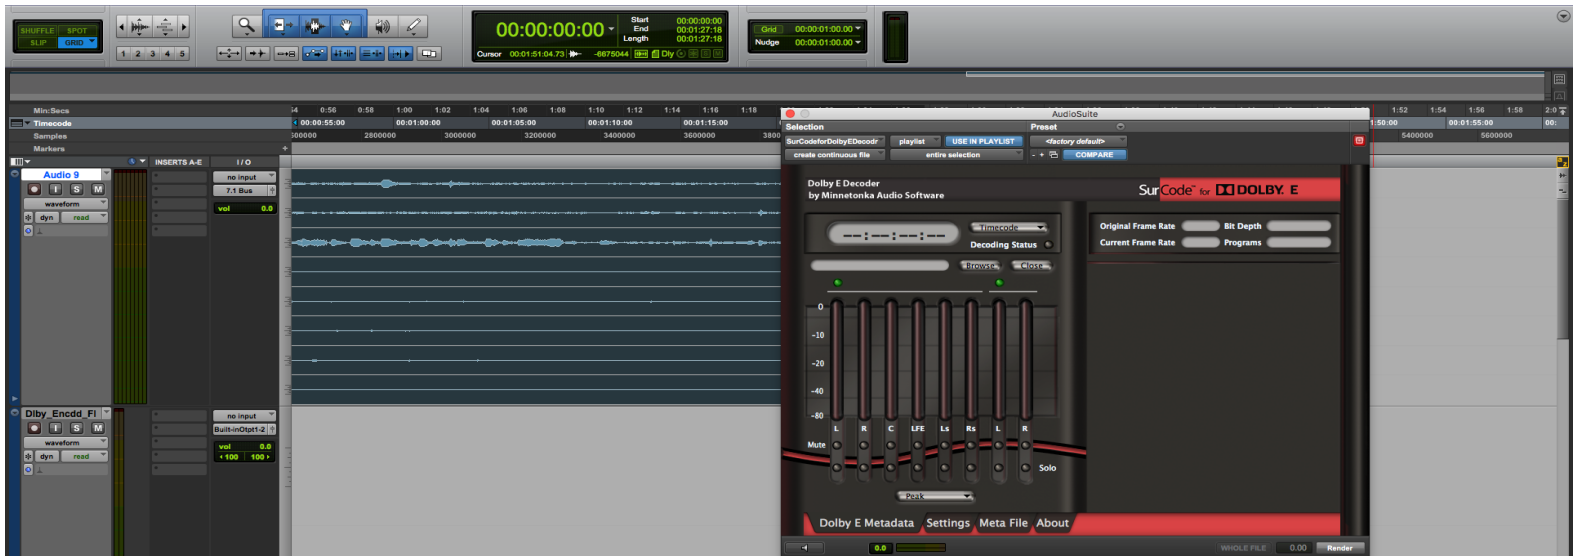 SHUFFLE SPOT
SLIP GRID
1 2 3 4 5
00:00:00:00
Start 00:00:00:00
End 00:01:27:18
Length 00:01:27:18
Cursor 00:01:51:04.73 -6675044 Dly
Grid 00:00:01:00.00
Nudge 00:00:01:00.00
Min:Secs 0:56 0:58 1:00 1:02 1:04 1:06 1:08 1:10 1:12 1:14 1:16 1:18 1:52 1:54 1:56 1:58 2:0
Timecode 00:00:55:00 00:01:00:00 00:01:05:00 00:01:10:00 00:01:15:00 1:50:00 00:01:55:00 00:
Samples 2800000 3000000 3200000 3400000 3600000 3800 5400000 5600000
Markers
INSERTS A-E I / O
Audio 9
I S M
waveform
dyn read
no input
7.1 Bus
vol 0.0
Dlby_Encdd_Fl
I S M
waveform
dyn read
no input
Built-inOtpt1-2
vol 0.0
100 100
AudioSuite
Selection Preset
SurCodeforDolbyEDecodr playlist USE IN PLAYLIST <factory default>
create continuous file entire selection - + COMPARE
Dolby E Decoder
by Minnetonka Audio Software
SurCode™ for DOLBY. E
--:--:--:-- Timecode
Decoding Status
Browse. Close..
Original Frame Rate Bit Depth
Current Frame Rate Programs
0
-10
-20
-40
-80
L R C LFE Ls Rs L R
Mute
Solo
Peak
Dolby E Metadata Settings Meta File About
0.0 WHOLE FILE 0.00 Render